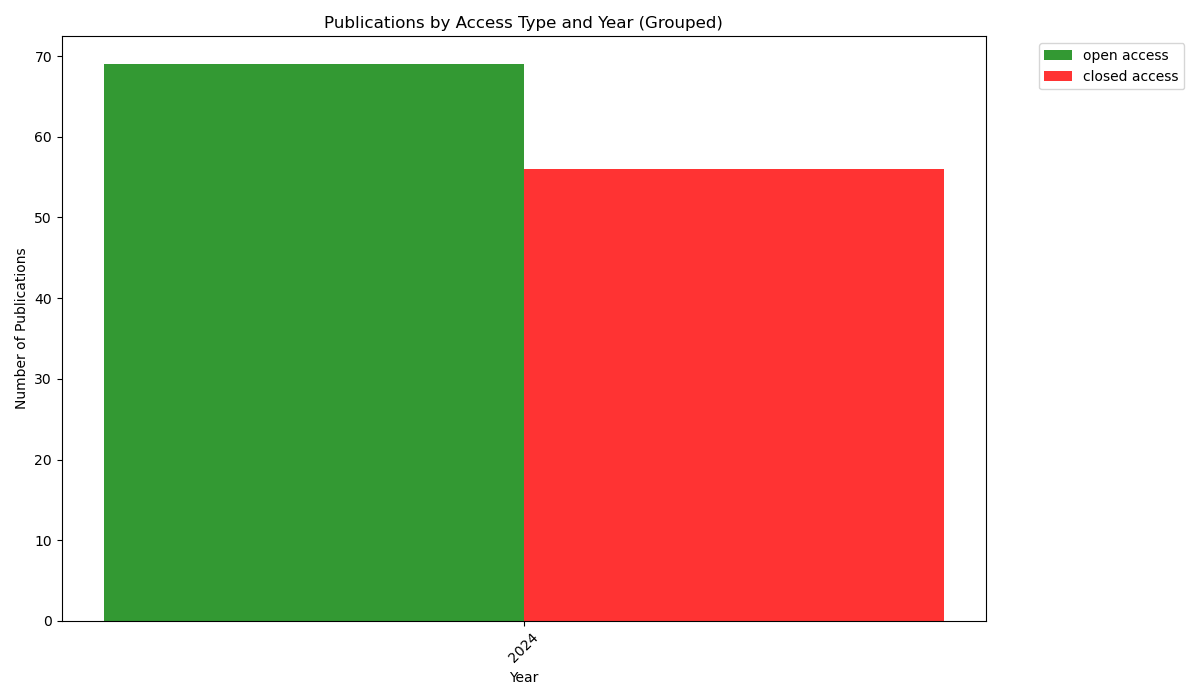 Publications by Access Type and Year (Grouped)
open access
closed access
Number of Publications
70
60
50
40
30
20
10
0
2024
Year